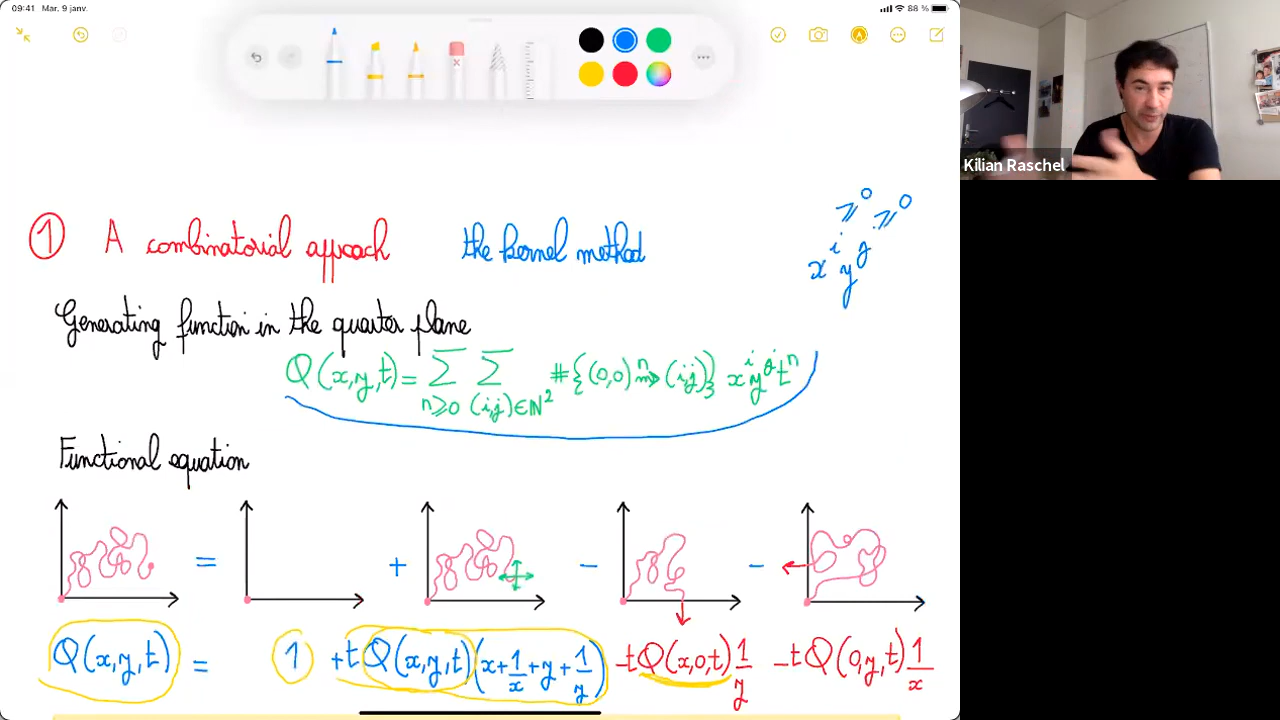 09:41 Mar. 9 janv.
88 %
Kilian Raschel
≥0 ≥0
x^i y^j
① A combinatorial approach the kernel method
Generating function in the quarter plane
Q(x,y,t) = ∑_{n≥0} ∑_{(i,j)∈ℕ²} #{(0,0) ⟿^n (i,j)} x^i y^j t^n
Functional equation
= + - -
Q(x,y,t) = 1 + tQ(x,y,t)(x+1/x+y+1/y) -tQ(x,0,t)1/y -tQ(0,y,t)1/x